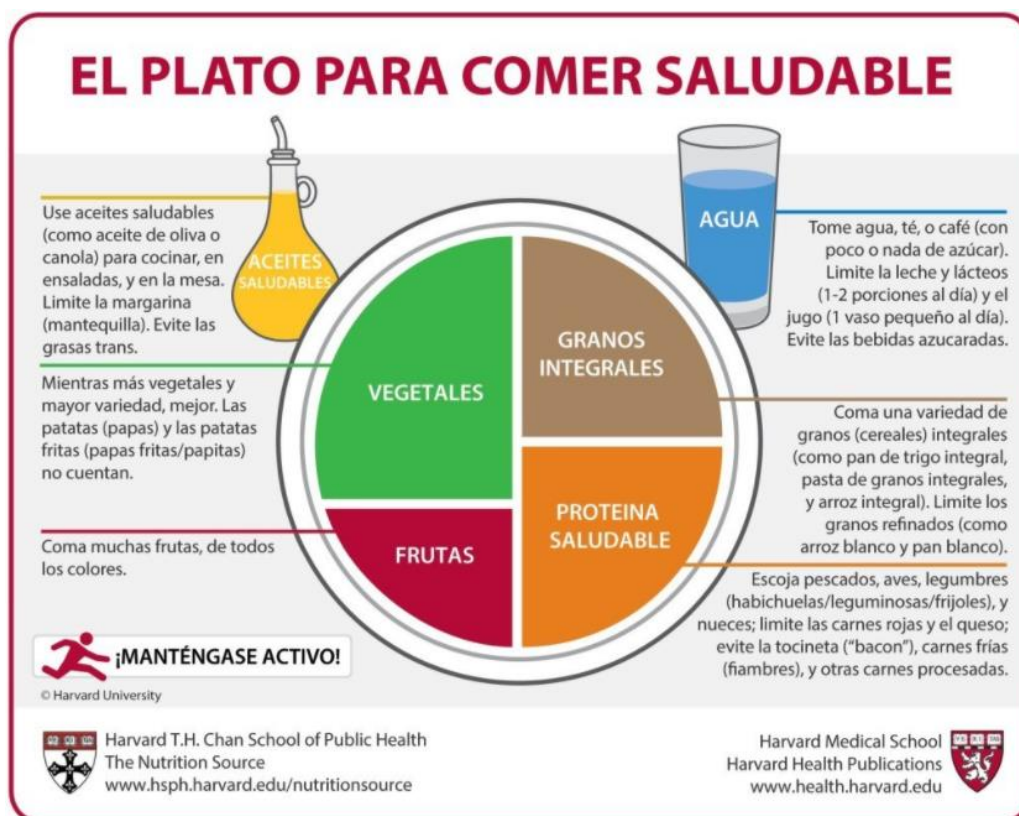 EL PLATO PARA COMER SALUDABLE
Use aceites saludables
(como aceite de oliva o
canola) para cocinar, en
ensaladas, y en la mesa.
Limite la margarina
(mantequilla). Evite las
grasas trans.
ACEITES
SALUDABLES
AGUA
Tome agua, té, o café (con
poco o nada de azúcar).
Limite la leche y lácteos
(1-2 porciones al día) y el
jugo (1 vaso pequeño al día).
Evite las bebidas azucaradas.
VEGETALES
GRANOS
INTEGRALES
Mientras más vegetales y
mayor variedad, mejor. Las
patatas (papas) y las patatas
fritas (papas fritas/papitas)
no cuentan.
Coma una variedad de
granos (cereales) integrales
(como pan de trigo integral,
pasta de granos integrales,
y arroz integral). Limite los
granos refinados (como
arroz blanco y pan blanco).
Coma muchas frutas, de todos
los colores.
FRUTAS
PROTEINA
SALUDABLE
Escoja pescados, aves, legumbres
(habichuelas/leguminosas/frijoles), y
nueces; limite las carnes rojas y el queso;
evite la tocineta (“bacon”), carnes frías
(fiambres), y otras carnes procesadas.
¡MANTÉNGASE ACTIVO!
© Harvard University
Harvard T.H. Chan School of Public Health
The Nutrition Source
www.hsph.harvard.edu/nutritionsource
Harvard Medical School
Harvard Health Publications
www.health.harvard.edu